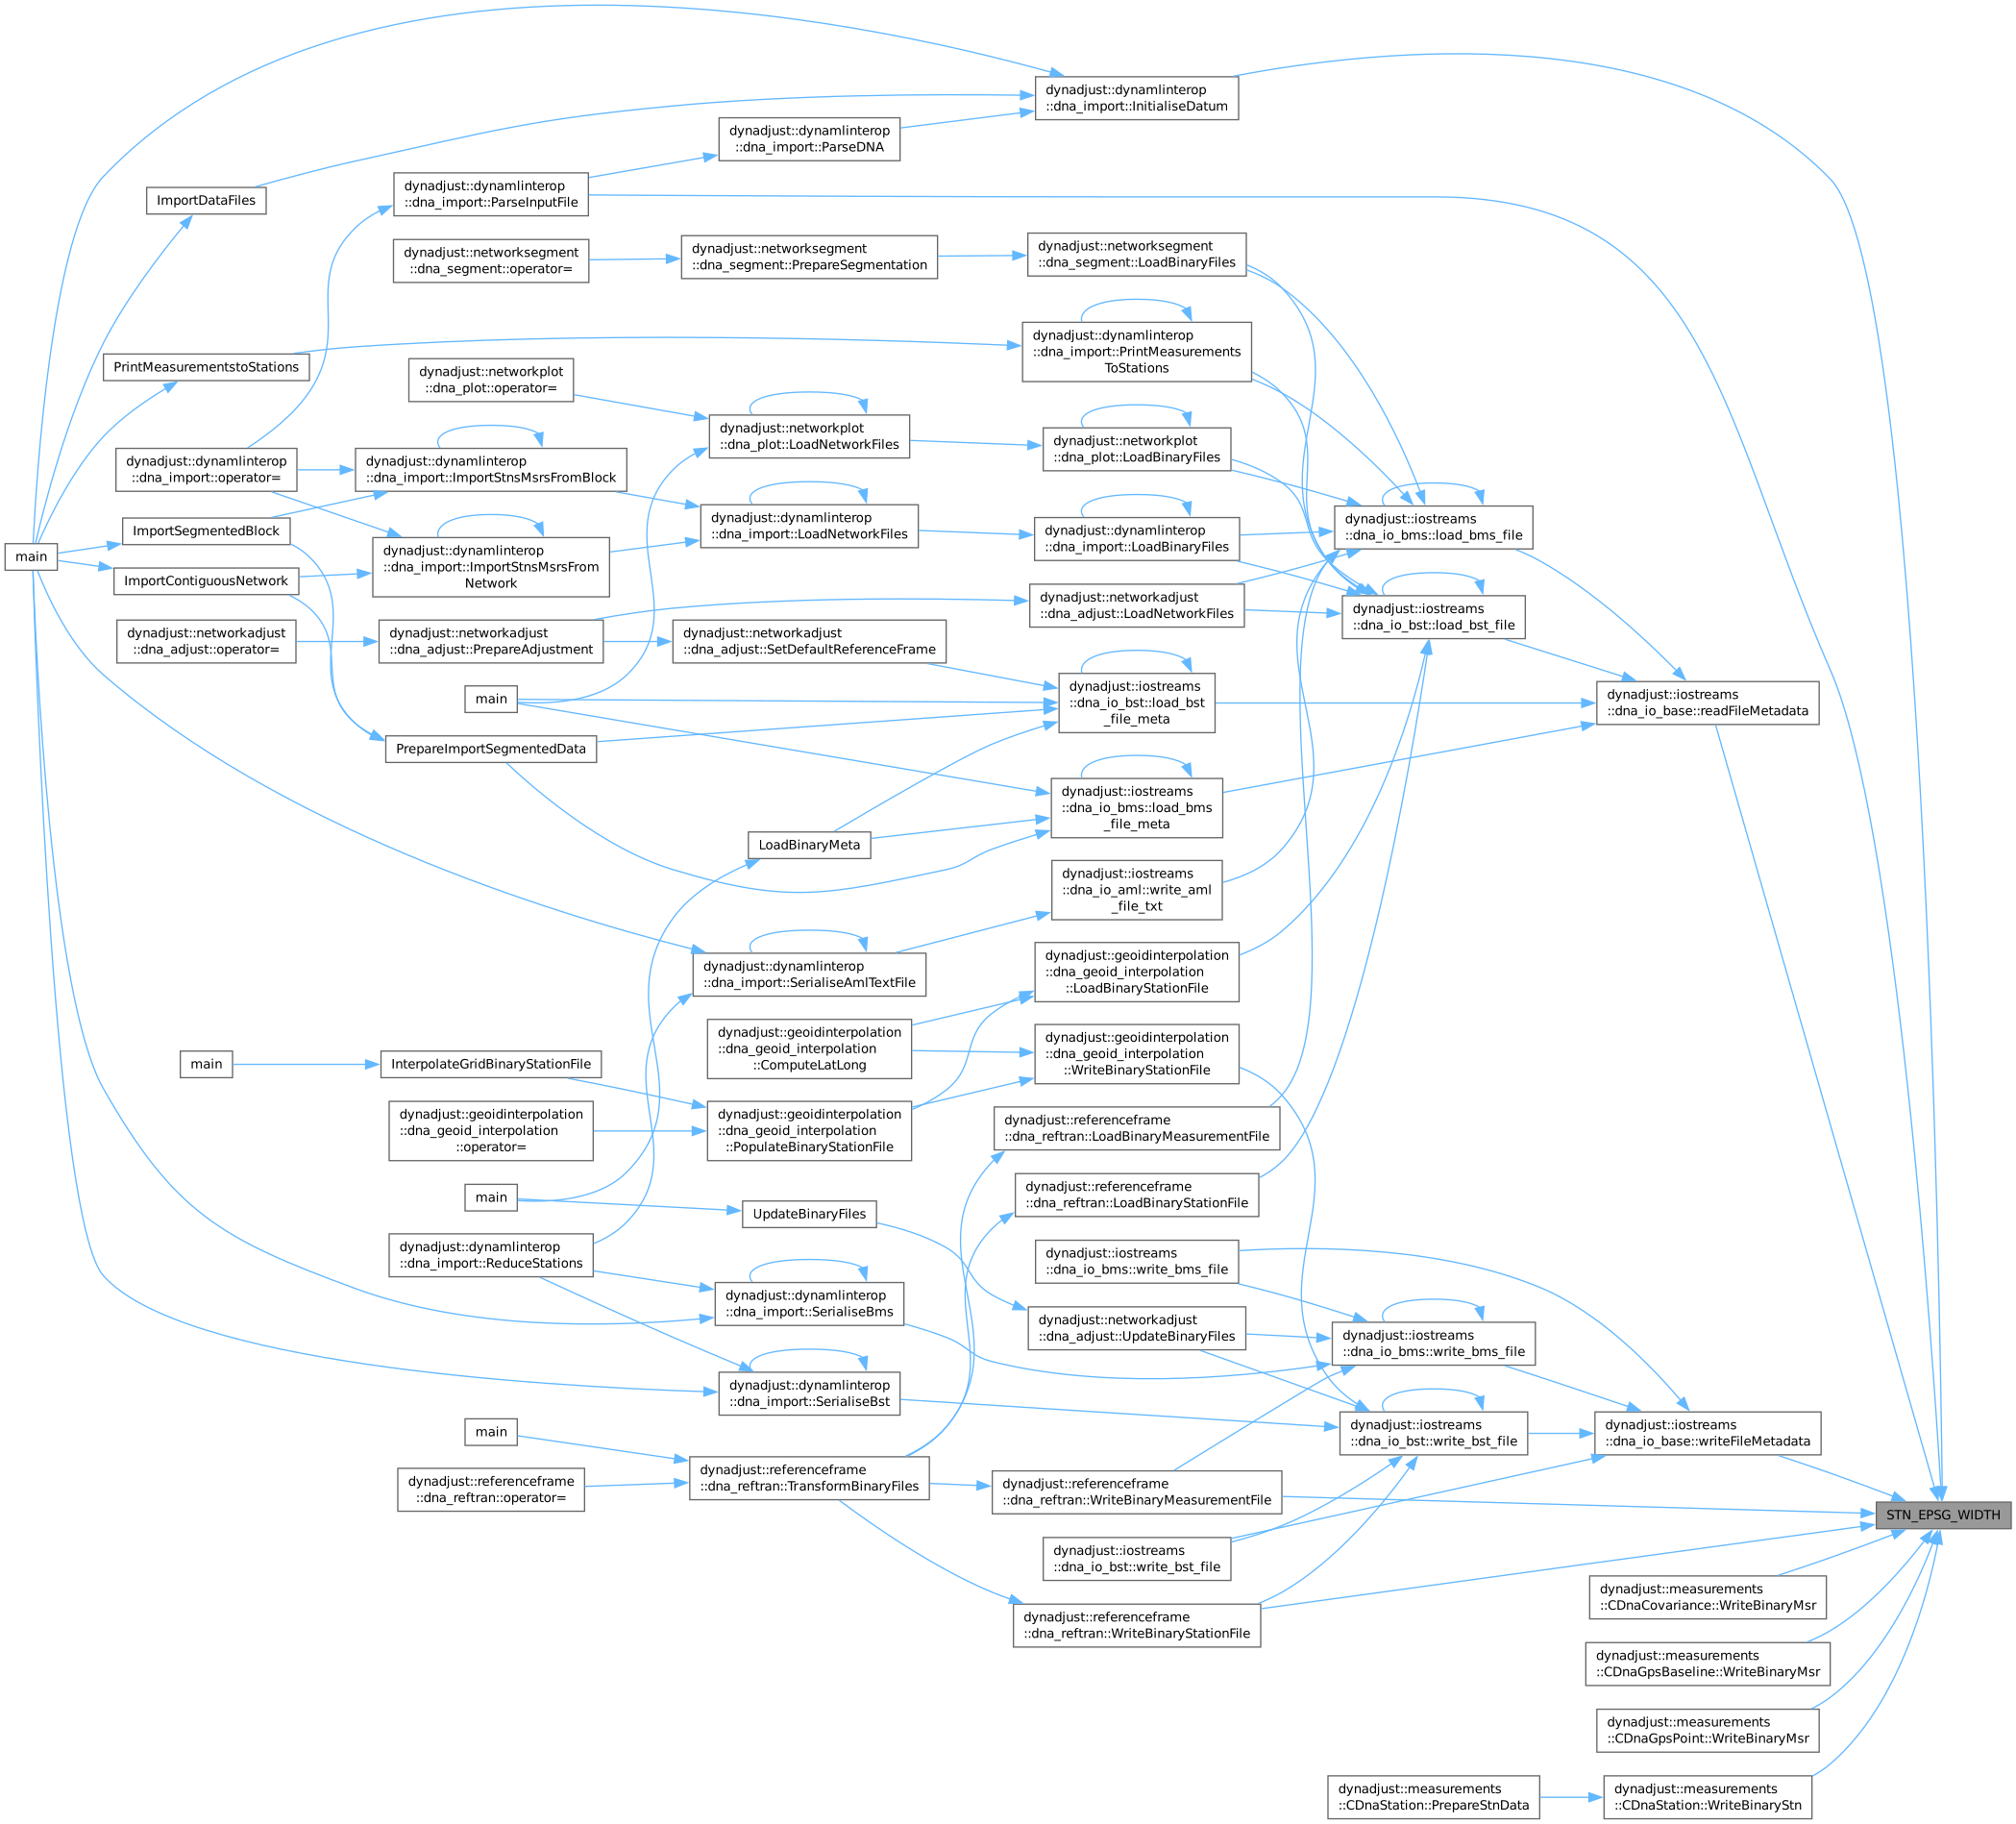 dynadjust::dynamlinterop
::dna_import::InitialiseDatum
dynadjust::dynamlinterop
::dna_import::ParseDNA
dynadjust::dynamlinterop
::dna_import::ParseInputFile
ImportDataFiles
dynadjust::networksegment
::dna_segment::operator=
dynadjust::networksegment
::dna_segment::PrepareSegmentation
dynadjust::networksegment
::dna_segment::LoadBinaryFiles
dynadjust::dynamlinterop
::dna_import::PrintMeasurements
ToStations
PrintMeasurementstoStations
dynadjust::networkplot
::dna_plot::operator=
dynadjust::networkplot
::dna_plot::LoadNetworkFiles
dynadjust::networkplot
::dna_plot::LoadBinaryFiles
dynadjust::dynamlinterop
::dna_import::operator=
dynadjust::dynamlinterop
::dna_import::ImportStnsMsrsFromBlock
dynadjust::dynamlinterop
::dna_import::LoadNetworkFiles
dynadjust::dynamlinterop
::dna_import::LoadBinaryFiles
dynadjust::iostreams
::dna_io_bms::load_bms_file
ImportSegmentedBlock
main
dynadjust::dynamlinterop
::dna_import::ImportStnsMsrsFrom
Network
ImportContiguousNetwork
dynadjust::networkadjust
::dna_adjust::LoadNetworkFiles
dynadjust::iostreams
::dna_io_bst::load_bst_file
dynadjust::networkadjust
::dna_adjust::operator=
dynadjust::networkadjust
::dna_adjust::PrepareAdjustment
dynadjust::networkadjust
::dna_adjust::SetDefaultReferenceFrame
main
dynadjust::iostreams
::dna_io_bst::load_bst
_file_meta
dynadjust::iostreams
::dna_io_base::readFileMetadata
PrepareImportSegmentedData
dynadjust::iostreams
::dna_io_bms::load_bms
_file_meta
LoadBinaryMeta
dynadjust::iostreams
::dna_io_aml::write_aml
_file_txt
dynadjust::dynamlinterop
::dna_import::SerialiseAmlTextFile
dynadjust::geoidinterpolation
::dna_geoid_interpolation
::LoadBinaryStationFile
dynadjust::geoidinterpolation
::dna_geoid_interpolation
::ComputeLatLong
dynadjust::geoidinterpolation
::dna_geoid_interpolation
::WriteBinaryStationFile
main
InterpolateGridBinaryStationFile
dynadjust::geoidinterpolation
::dna_geoid_interpolation
::operator=
dynadjust::geoidinterpolation
::dna_geoid_interpolation
::PopulateBinaryStationFile
dynadjust::referenceframe
::dna_reftran::LoadBinaryMeasurementFile
main
UpdateBinaryFiles
dynadjust::referenceframe
::dna_reftran::LoadBinaryStationFile
dynadjust::dynamlinterop
::dna_import::ReduceStations
dynadjust::iostreams
::dna_io_bms::write_bms_file
dynadjust::dynamlinterop
::dna_import::SerialiseBms
dynadjust::networkadjust
::dna_adjust::UpdateBinaryFiles
dynadjust::iostreams
::dna_io_bms::write_bms_file
dynadjust::dynamlinterop
::dna_import::SerialiseBst
dynadjust::iostreams
::dna_io_bst::write_bst_file
dynadjust::iostreams
::dna_io_base::writeFileMetadata
main
dynadjust::referenceframe
::dna_reftran::operator=
dynadjust::referenceframe
::dna_reftran::TransformBinaryFiles
dynadjust::referenceframe
::dna_reftran::WriteBinaryMeasurementFile
STN_EPSG_WIDTH
dynadjust::iostreams
::dna_io_bst::write_bst_file
dynadjust::measurements
::CDnaCovariance::WriteBinaryMsr
dynadjust::referenceframe
::dna_reftran::WriteBinaryStationFile
dynadjust::measurements
::CDnaGpsBaseline::WriteBinaryMsr
dynadjust::measurements
::CDnaGpsPoint::WriteBinaryMsr
dynadjust::measurements
::CDnaStation::PrepareStnData
dynadjust::measurements
::CDnaStation::WriteBinaryStn